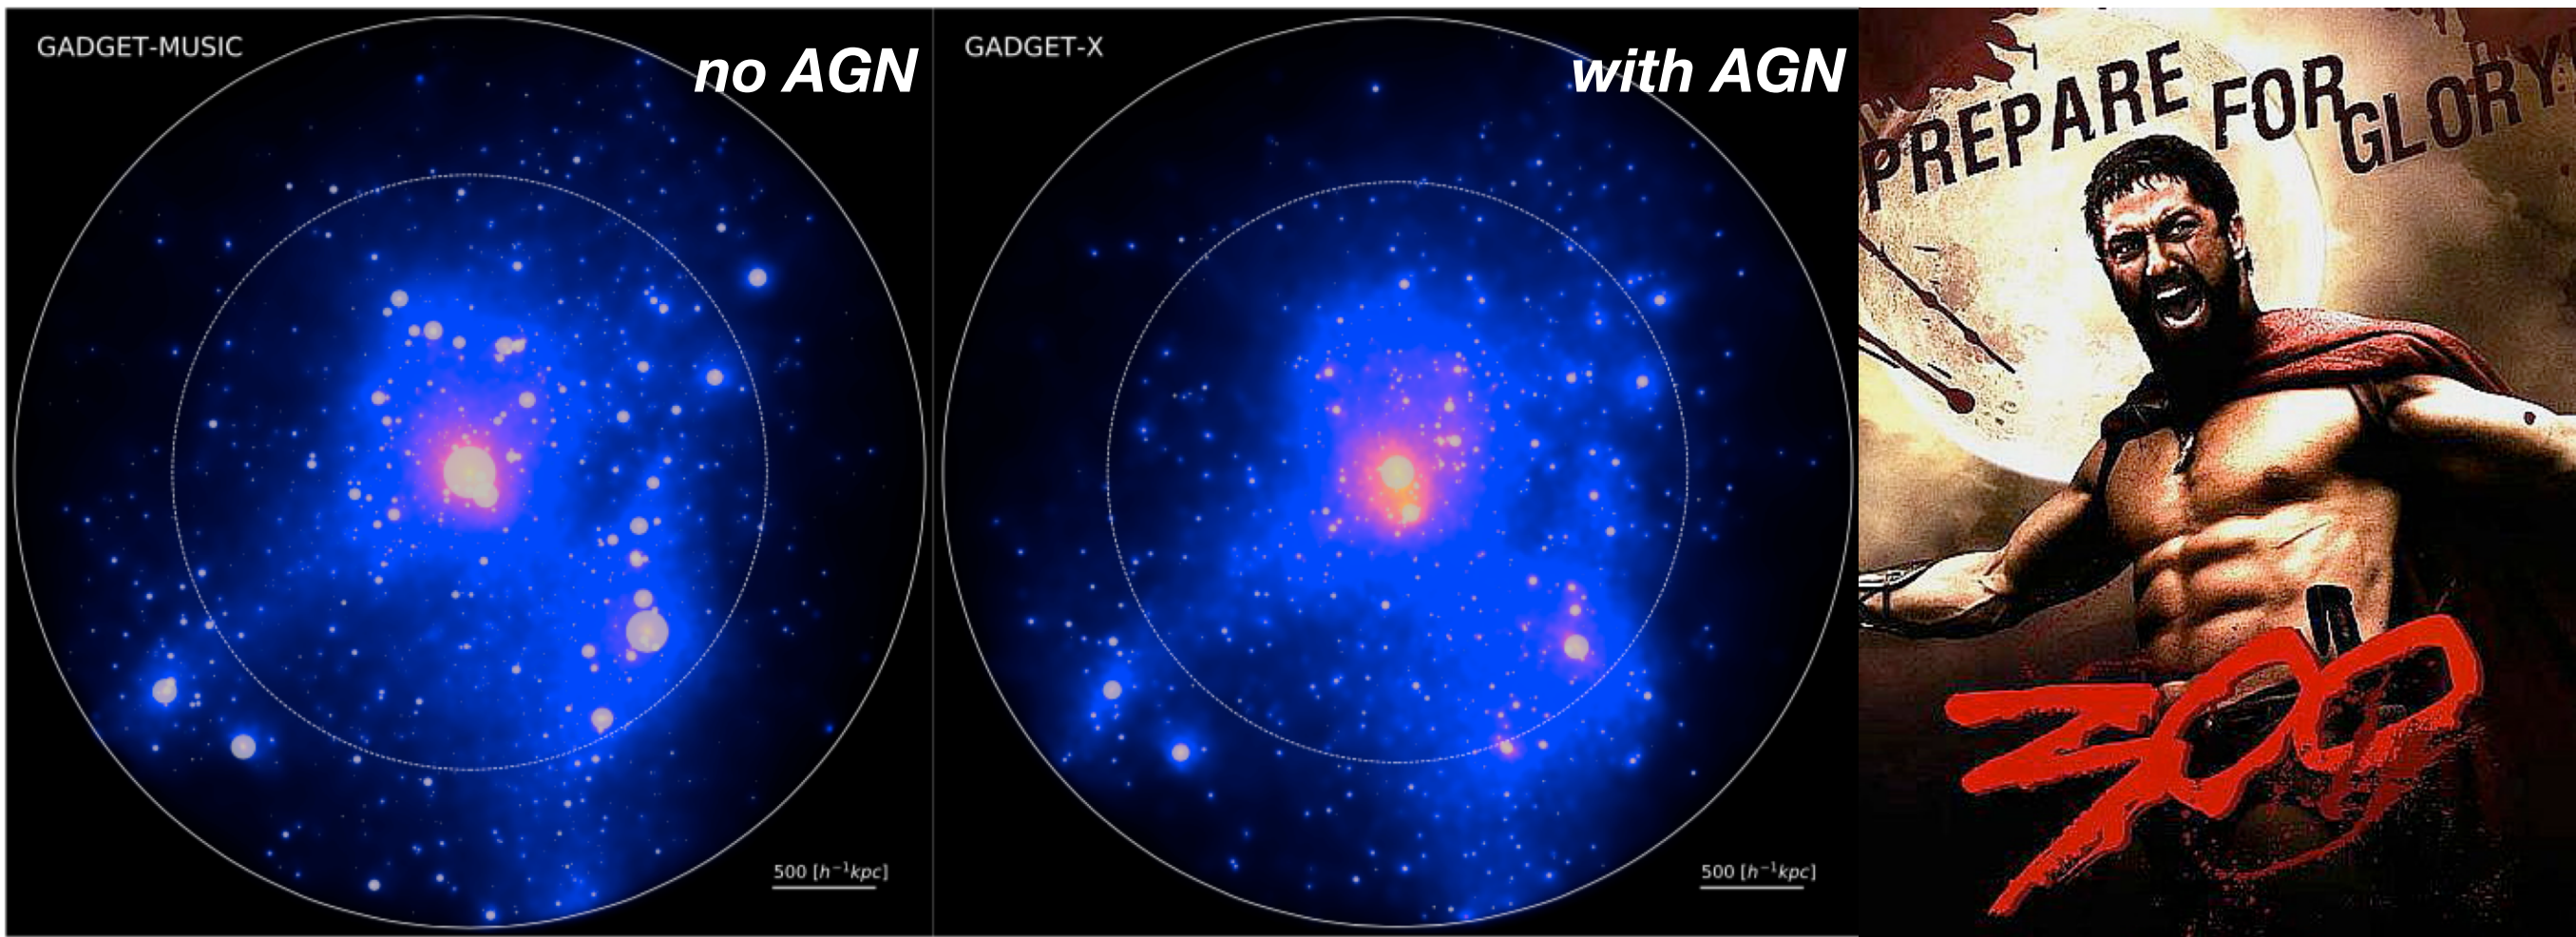 GADGET-MUSIC
no AGN
500 [h⁻¹kpc]
GADGET-X
with AGN
500 [h⁻¹kpc]
PREPARE FOR GLORY!
300